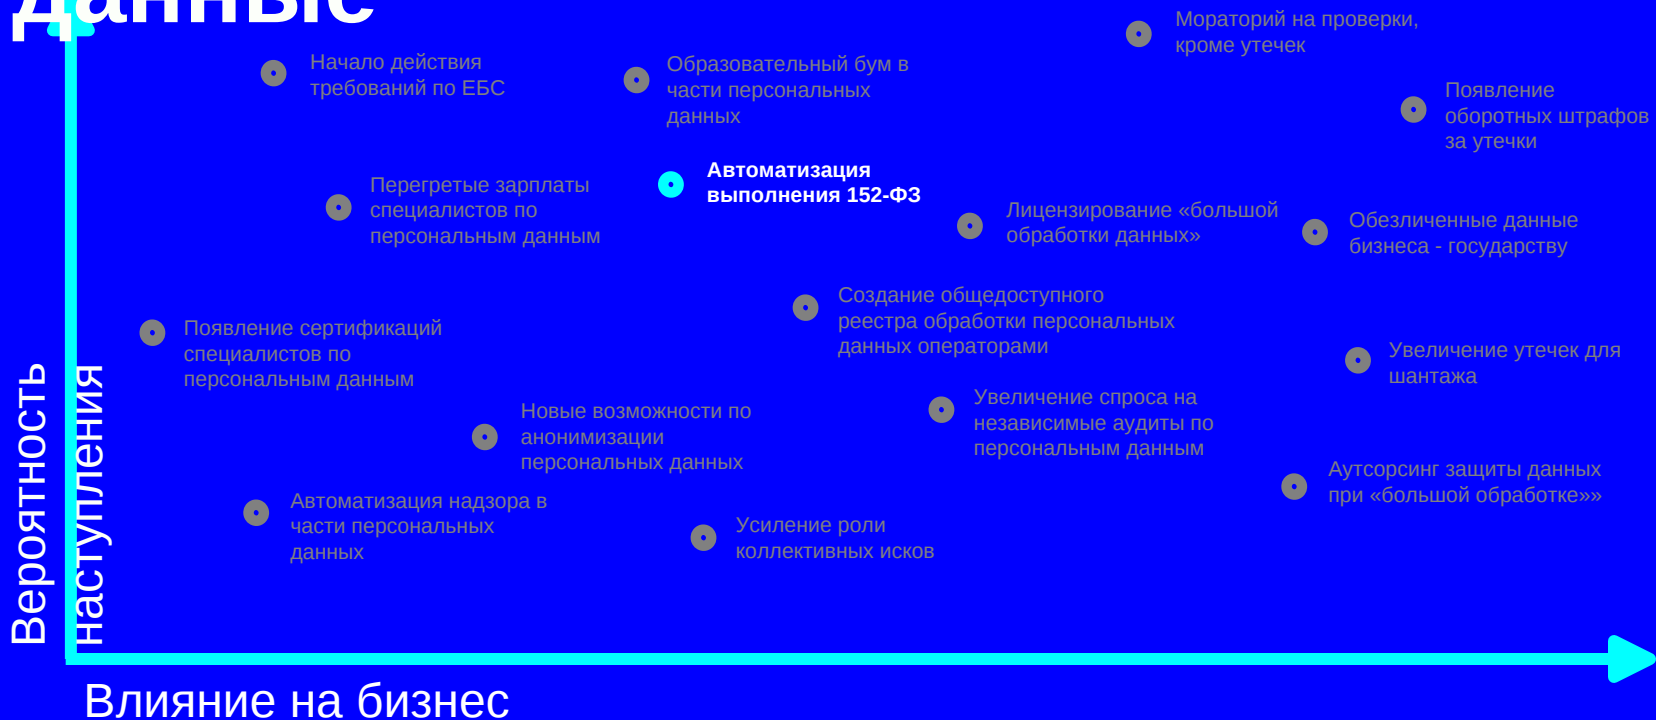 данные
Мораторий на проверки,
кроме утечек
Начало действия
требований по ЕБС
Образовательный бум в
части персональных
данных
Появление
оборотных штрафов
за утечки
Автоматизация
выполнения 152-ФЗ
Перегретые зарплаты
специалистов по
персональным данным
Лицензирование «большой
обработки данных»
Обезличенные данные
бизнеса - государству
Создание общедоступного
реестра обработки персональных
данных операторами
Появление сертификаций
специалистов по
персональным данным
Увеличение утечек для
шантажа
Увеличение спроса на
независимые аудиты по
персональным данным
Новые возможности по
анонимизации
персональных данных
Аутсорсинг защиты данных
при «большой обработке»»
Автоматизация надзора в
части персональных
данных
Усиление роли
коллективных исков
Вероятность
наступления
Влияние на бизнес